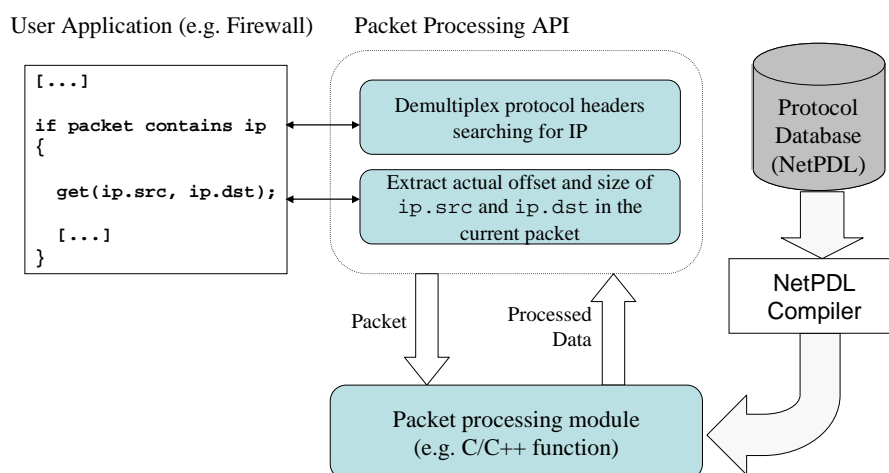 User Application (e.g. Firewall)
Packet Processing API
[...]
if packet contains ip
{
get(ip.src, ip.dst);
[...]
}
Demultiplex protocol headers
searching for IP
Extract actual offset and size of
ip.src and ip.dst in the
current packet
Protocol
Database
(NetPDL)
NetPDL
Compiler
Packet
Processed
Data
Packet processing module
(e.g. C/C++ function)